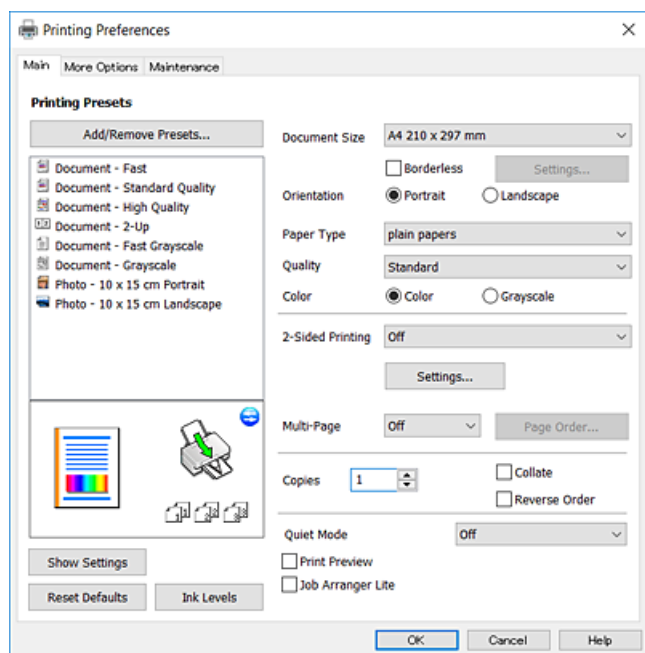 Printing Preferences
Main More Options Maintenance
Printing Presets
Add/Remove Presets...
Document - Fast
Document - Standard Quality
Document - High Quality
Document - 2-Up
Document - Fast Grayscale
Document - Grayscale
Photo - 10 x 15 cm Portrait
Photo - 10 x 15 cm Landscape
Show Settings
Reset Defaults Ink Levels
Document Size A4 210 x 297 mm
Borderless Settings...
Orientation Portrait Landscape
Paper Type plain papers
Quality Standard
Color Color Grayscale
2-Sided Printing Off
Settings...
Multi-Page Off Page Order...
Copies 1 Collate
Reverse Order
Quiet Mode Off
Print Preview
Job Arranger Lite
OK Cancel Help